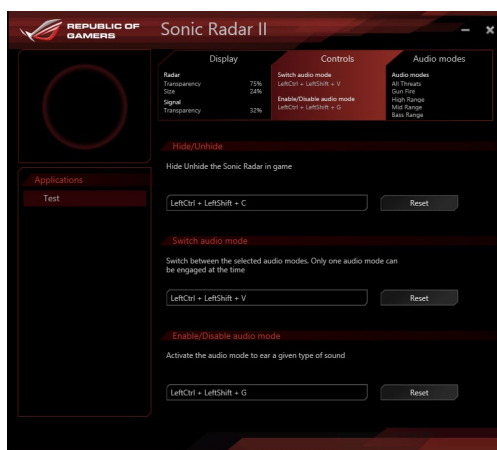 REPUBLIC OF
GAMERS
Sonic Radar II
Display
Radar
Transparency 75%
Size 24%
Signal
Transparency 32%
Controls
Switch audio mode
LeftCtrl + LeftShift + V
Enable/Disable audio mode
LeftCtrl + LeftShift + G
Audio modes
Audio modes
All Threats
Gun Fire
High Range
Mid Range
Bass Range
Applications
Test
Hide/Unhide
Hide Unhide the Sonic Radar in game
LeftCtrl + LeftShift + C
Reset
Switch audio mode
Switch between the selected audio modes. Only one audio mode can
be engaged at the time
LeftCtrl + LeftShift + V
Reset
Enable/Disable audio mode
Activate the audio mode to ear a given type of sound
LeftCtrl + LeftShift + G
Reset